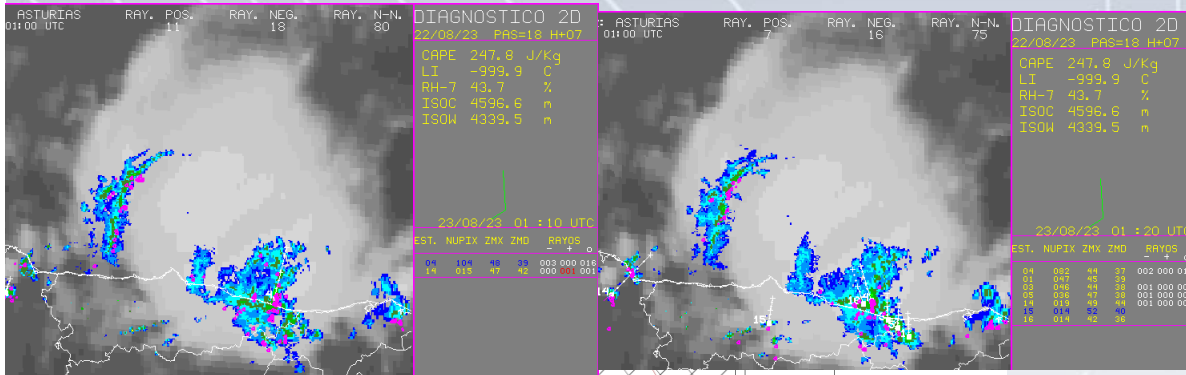 ASTURIAS RAY. POS. RAY. NEG. RAY. N-N.
01:00 UTC 11 18 80
DIAGNOSTICO 2D
22/08/23 PAS=18 H+07
CAPE 247.8 J/Kg
LI -999.9 C
RH-7 43.7 %
ISOC 4596.6 m
ISOW 4339.5 m
23/08/23 01 :10 UTC
EST. NUPIX ZMX ZMD RAYOS
- + o
04 104 46 39 003 000 016
14 015 47 42 000 001 001
: ASTURIAS RAY. POS. RAY. NEG. RAY. N-N.
01:00 UTC 7 16 75
DIAGNOSTICO 2D
22/08/23 PAS=18 H+07
CAPE 247.8 J/Kg
LI -999.9 C
RH-7 43.7 %
ISOC 4596.6 m
ISOW 4339.5 m
23/08/23 01 :20 UTC
EST. NUPIX ZMX ZMD RAYOS
- +
04 082 44 37 002 000 01
01 047 45 39
03 046 44 38 001 000 00
05 036 47 38 001 000 00
14 019 49 44 001 000 00
15 014 52 40
16 014 42 36
14
15